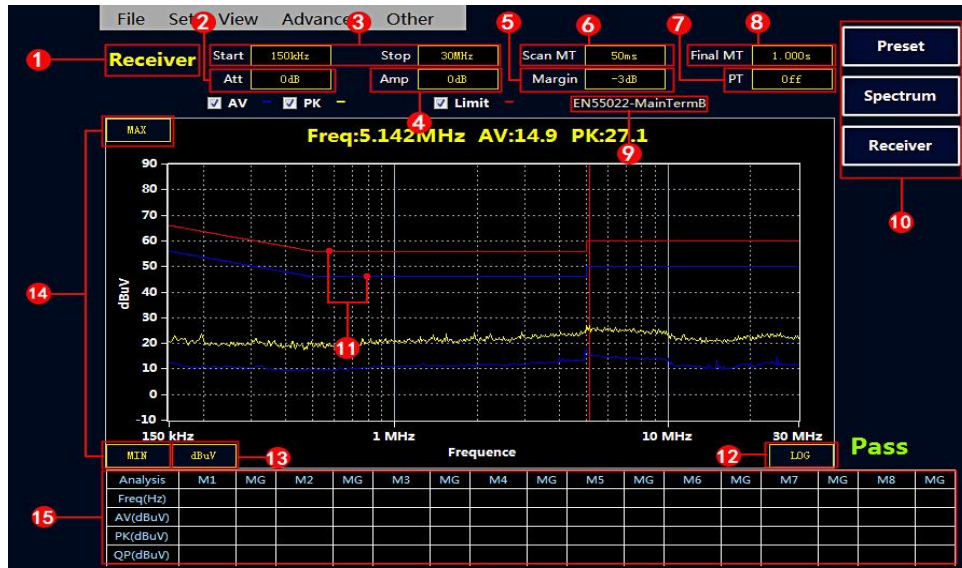 File Set View Advance Other
2 3 5 6 7 8
1 Receiver Start 150kHz Stop 30MHz Scan MT 50ms Final MT 1.000s Preset
Att 0dB Amp 0dB Margin -3dB PT Off
AV PK Limit EN55022-MainTermB Spectrum
4 9
MAX Freq:5.142MHz AV:14.9 PK:27.1 Receiver
10
90
80
70
60
50
40
30
20
10
0
-10
dBuV
14
11
150 kHz 1 MHz 10 MHz 30 MHz
MIN dBuV 13 Frequence 12 LOG Pass
15
Analysis M1 MG M2 MG M3 MG M4 MG M5 MG M6 MG M7 MG M8 MG
Freq(Hz)
AV(dBuV)
PK(dBuV)
QP(dBuV)